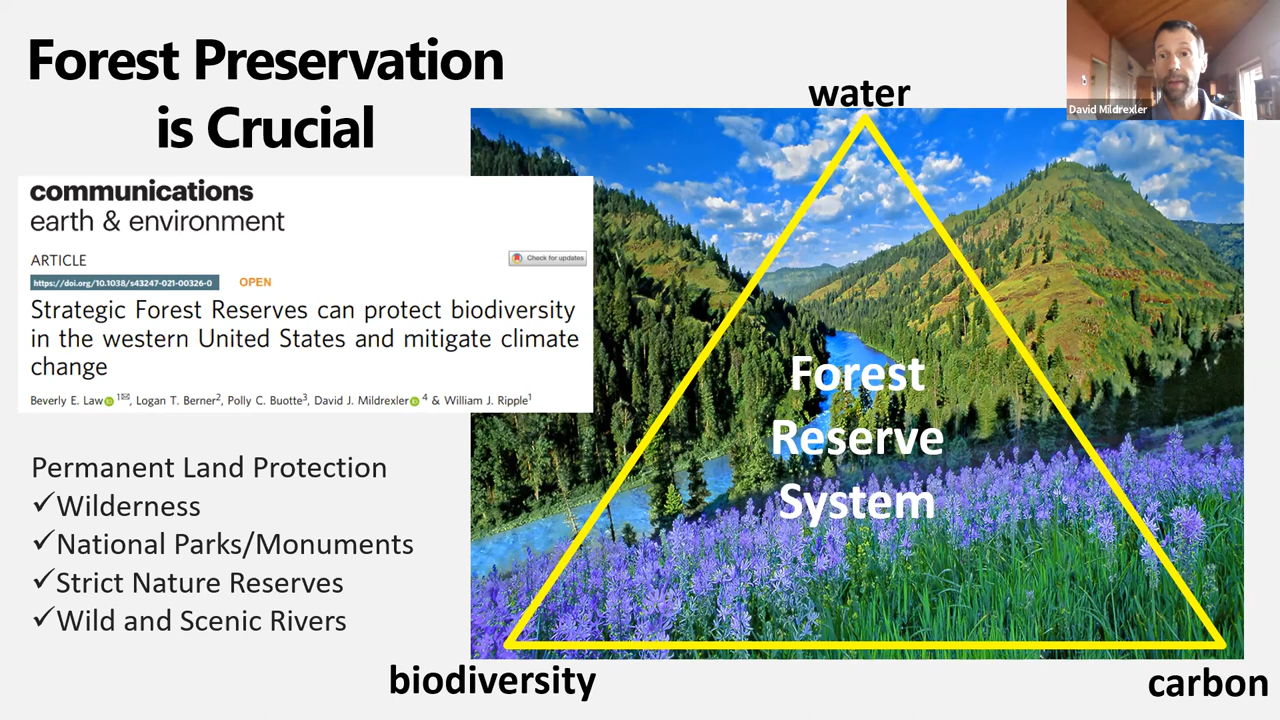 Forest Preservation
is Crucial
communications
earth & environment
ARTICLE
Check for updates
https://doi.org/10.1038/s43247-021-00326-0 OPEN
Strategic Forest Reserves can protect biodiversity
in the western United States and mitigate climate
change
Beverly E. Law 1✉, Logan T. Berner2, Polly C. Buotte3, David J. Mildrexler 4 & William J. Ripple1
Permanent Land Protection
✓Wilderness
✓National Parks/Monuments
✓Strict Nature Reserves
✓Wild and Scenic Rivers
water
Forest
Reserve
System
biodiversity
carbon
David Mildrexler